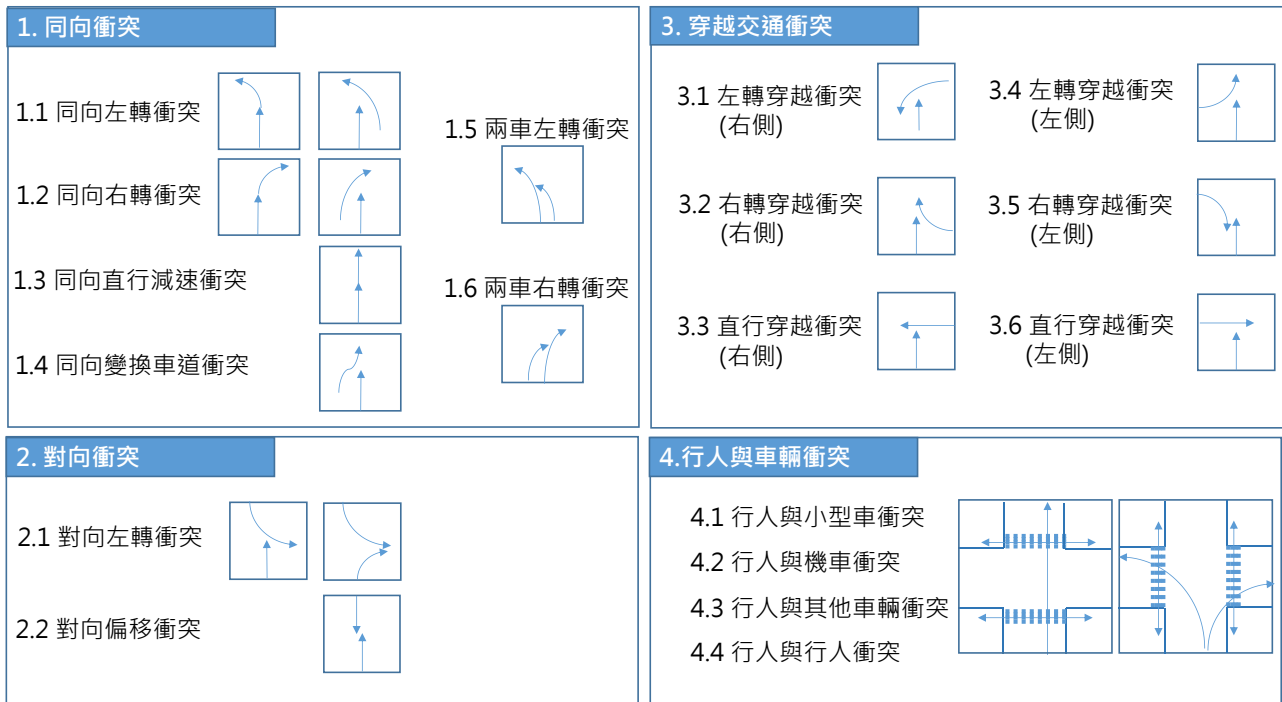 1. 同向衝突
1.1 同向左轉衝突
1.2 同向右轉衝突
1.3 同向直行減速衝突
1.4 同向變換車道衝突
1.5 兩車左轉衝突
1.6 兩車右轉衝突
2. 對向衝突
2.1 對向左轉衝突
2.2 對向偏移衝突
3. 穿越交通衝突
3.1 左轉穿越衝突
(右側)
3.2 右轉穿越衝突
(右側)
3.3 直行穿越衝突
(右側)
3.4 左轉穿越衝突
(左側)
3.5 右轉穿越衝突
(左側)
3.6 直行穿越衝突
(左側)
4.行人與車輛衝突
4.1 行人與小型車衝突
4.2 行人與機車衝突
4.3 行人與其他車輛衝突
4.4 行人與行人衝突